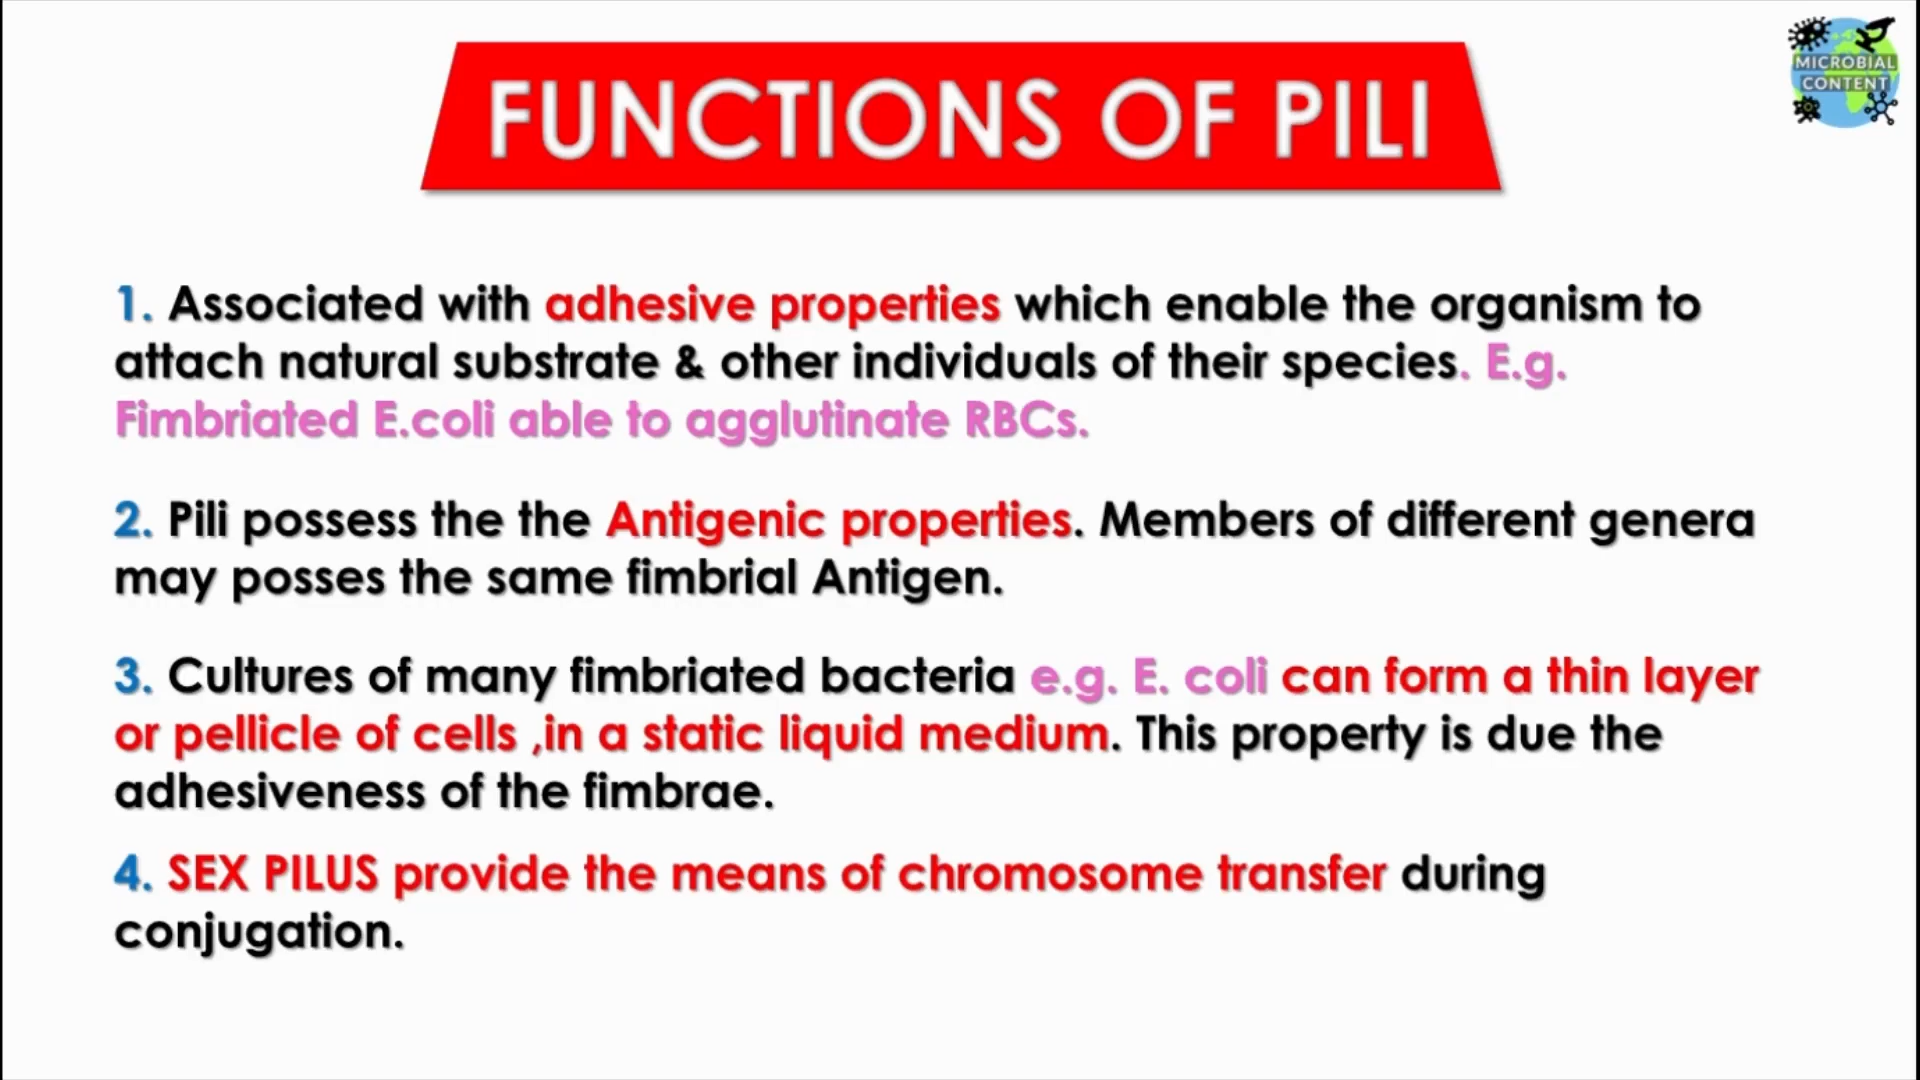 MICROBIAL
CONTENT
FUNCTIONS OF PILI
1. Associated with adhesive properties which enable the organism to
attach natural substrate & other individuals of their species. E.g.
Fimbriated E.coli able to agglutinate RBCs.
2. Pili possess the the Antigenic properties. Members of different genera
may posses the same fimbrial Antigen.
3. Cultures of many fimbriated bacteria e.g. E. coli can form a thin layer
or pellicle of cells ,in a static liquid medium. This property is due the
adhesiveness of the fimbrae.
4. SEX PILUS provide the means of chromosome transfer during
conjugation.